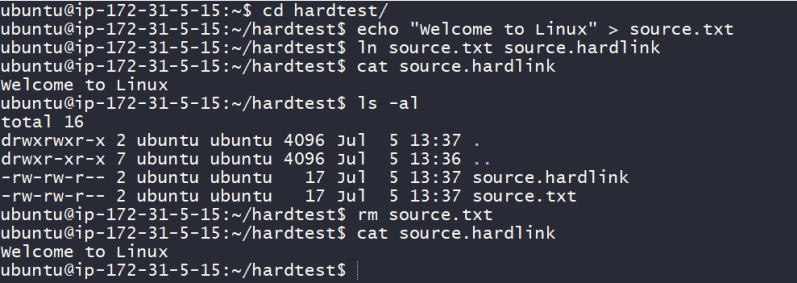 ubuntu@ip-172-31-5-15:~$ cd hardtest/
ubuntu@ip-172-31-5-15:~/hardtest$ echo "Welcome to Linux" > source.txt
ubuntu@ip-172-31-5-15:~/hardtest$ ln source.txt source.hardlink
ubuntu@ip-172-31-5-15:~/hardtest$ cat source.hardlink
Welcome to Linux
ubuntu@ip-172-31-5-15:~/hardtest$ ls -al
total 16
drwxrwxr-x 2 ubuntu ubuntu 4096 Jul  5 13:37 .
drwxr-xr-x 7 ubuntu ubuntu 4096 Jul  5 13:36 ..
-rw-rw-r-- 2 ubuntu ubuntu   17 Jul  5 13:37 source.hardlink
-rw-rw-r-- 2 ubuntu ubuntu   17 Jul  5 13:37 source.txt
ubuntu@ip-172-31-5-15:~/hardtest$ rm source.txt
ubuntu@ip-172-31-5-15:~/hardtest$ cat source.hardlink
Welcome to Linux
ubuntu@ip-172-31-5-15:~/hardtest$